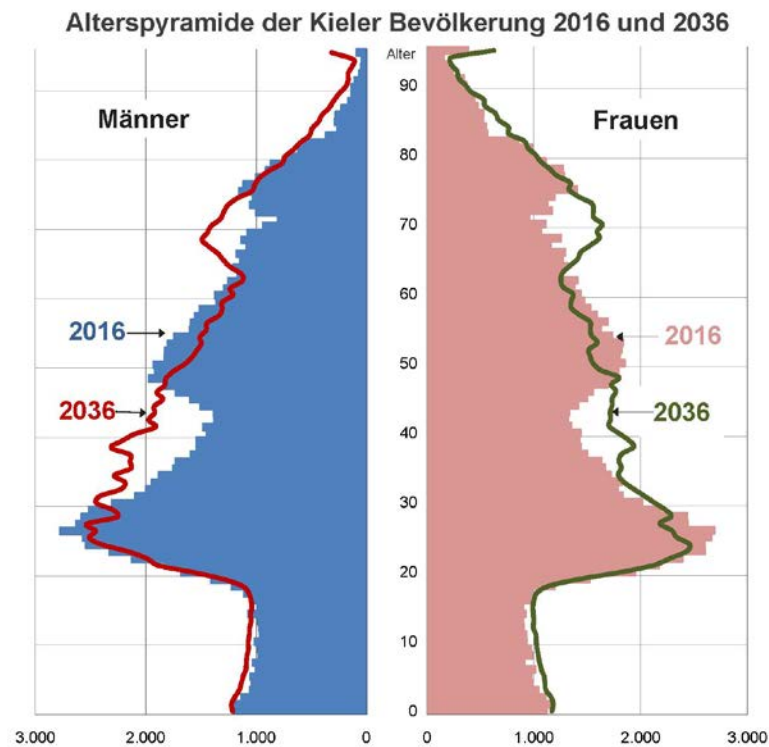 Alterspyramide der Kieler Bevölkerung 2016 und 2036
Alter
90
Männer
Frauen
80
70
60
2016
2016
50
2036
2036
40
30
20
10
0
3.000 2.000 1.000 0 0 1.000 2.000 3.000